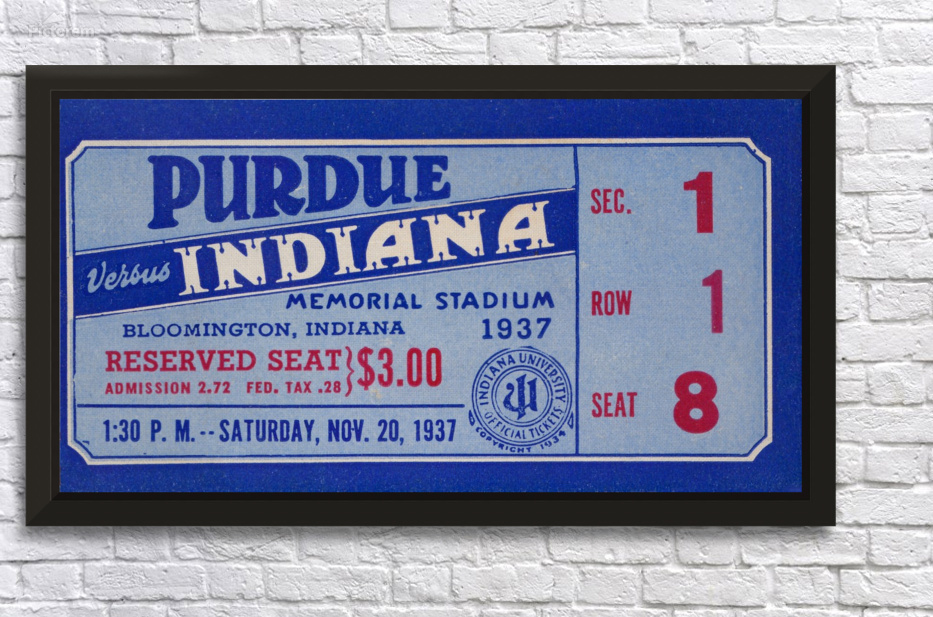 PURDUE
Versus INDIANA
MEMORIAL STADIUM
BLOOMINGTON, INDIANA 1937
RESERVED SEAT} $3.00
ADMISSION 2.72 FED. TAX .28
1:30 P. M. -- SATURDAY, NOV. 20, 1937
INDIANA UNIVERSITY
OFFICIAL TICKETS
COPYRIGHT 1934
SEC. 1
ROW 1
SEAT 8